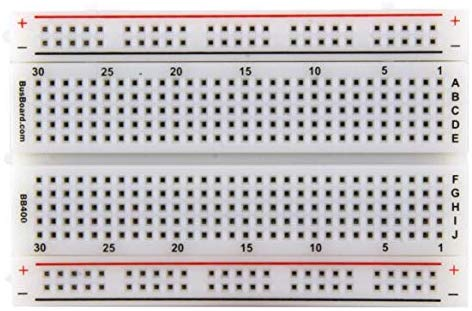 + +
− −
30 25 20 15 10 5 1
BusBoard.com
A
B
C
D
E
BB400
F
G
H
I
J
30 25 20 15 10 5 1
+ +
− −